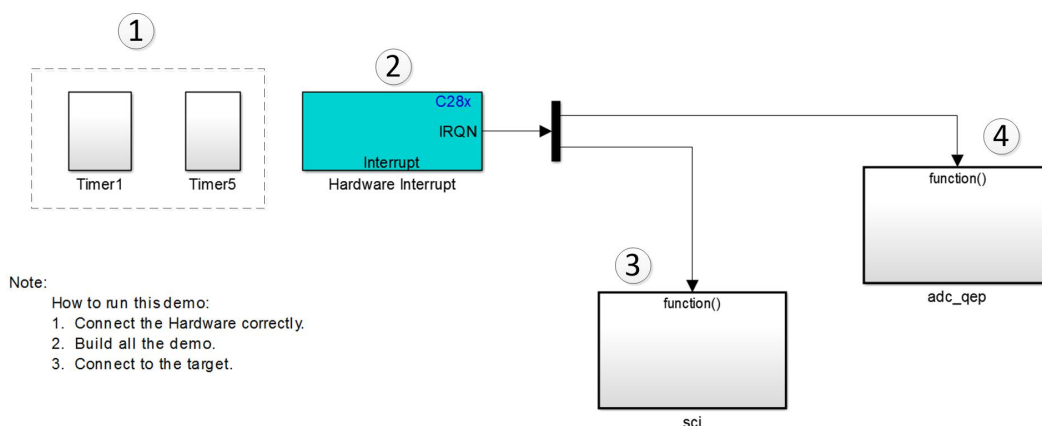 1
2
C28x
IRQN
Interrupt
Hardware Interrupt
Timer1
Timer5
4
function()
adc_qep
3
function()
sci
Note:
How to run this demo:
1. Connect the Hardware correctly.
2. Build all the demo.
3. Connect to the target.